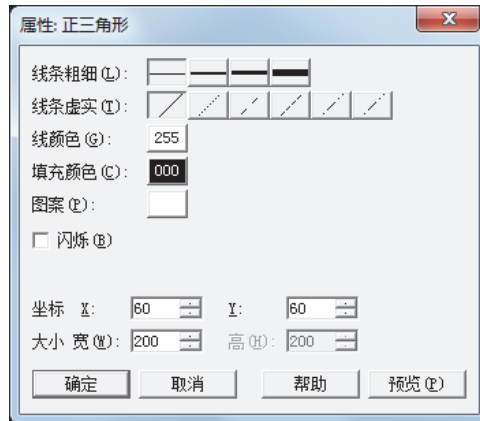 属性: 正三角形
线条粗细(L):
线条虚实(T):
线颜色(G): 255
填充颜色(C): 000
图案(P):
闪烁(B)
坐标 X: 60 Y: 60
大小 宽(W): 200 高(H): 200
确定 取消 帮助 预览(P)